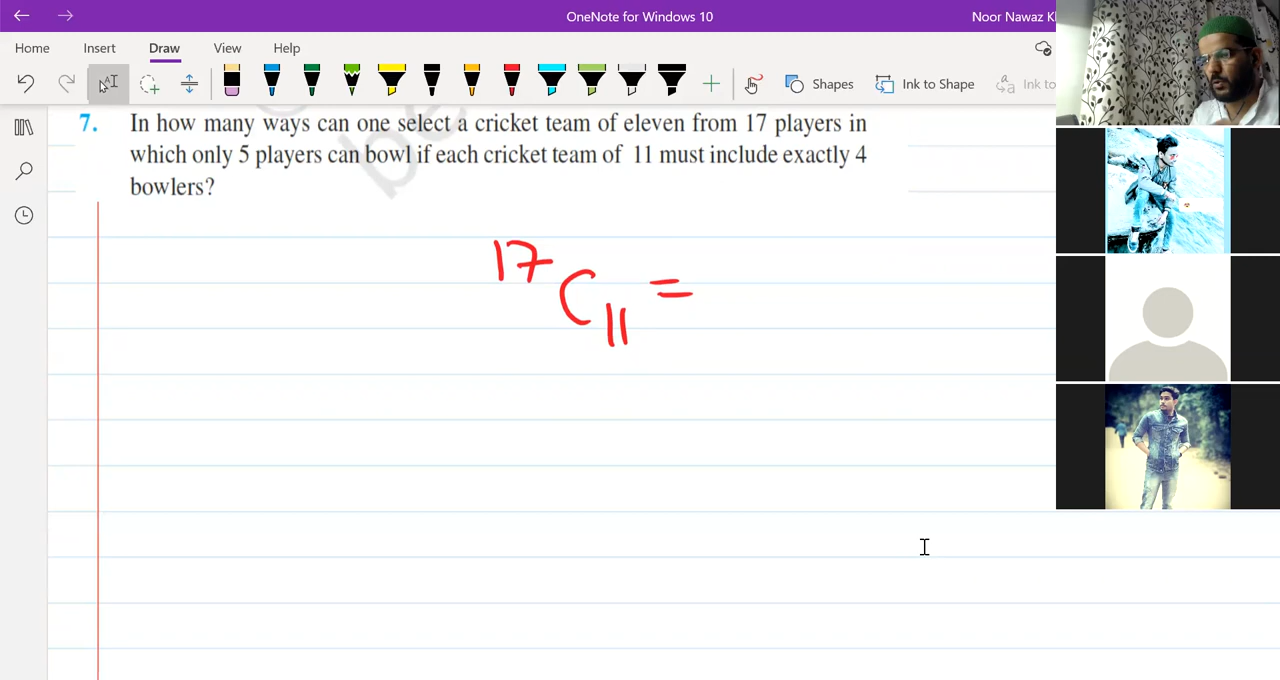 OneNote for Windows 10
Noor Nawaz Kh
Home Insert Draw View Help
Shapes Ink to Shape Ink to
7. In how many ways can one select a cricket team of eleven from 17 players in
which only 5 players can bowl if each cricket team of 11 must include exactly 4
bowlers?
be
17C11 =